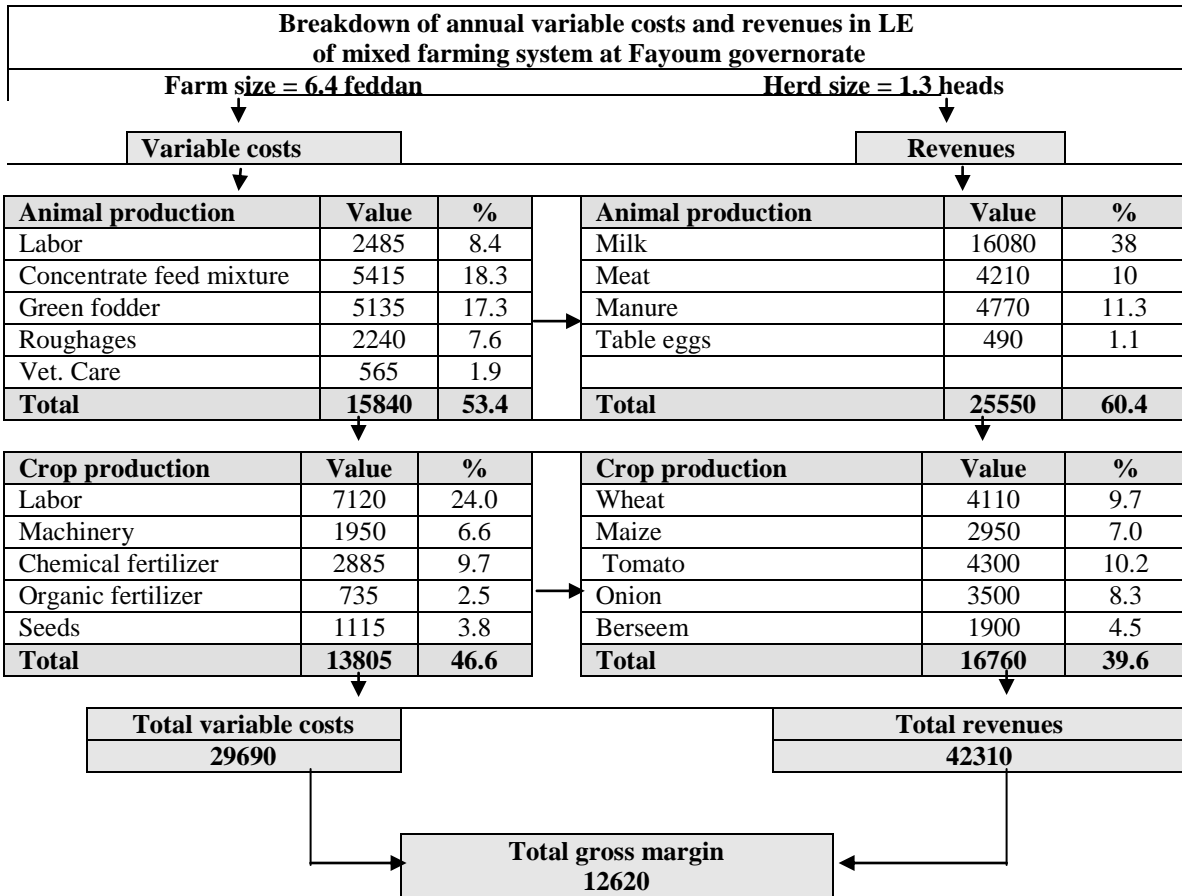 Breakdown of annual variable costs and revenues in LE
of mixed farming system at Fayoum governorate
Farm size = 6.4 feddan Herd size = 1.3 heads
Variable costs Revenues
Animal production Value % Animal production Value %
Labor 2485 8.4 Milk 16080 38
Concentrate feed mixture 5415 18.3 Meat 4210 10
Green fodder 5135 17.3 Manure 4770 11.3
Roughages 2240 7.6 Table eggs 490 1.1
Vet. Care 565 1.9
Total 15840 53.4 Total 25550 60.4
Crop production Value % Crop production Value %
Labor 7120 24.0 Wheat 4110 9.7
Machinery 1950 6.6 Maize 2950 7.0
Chemical fertilizer 2885 9.7 Tomato 4300 10.2
Organic fertilizer 735 2.5 Onion 3500 8.3
Seeds 1115 3.8 Berseem 1900 4.5
Total 13805 46.6 Total 16760 39.6
Total variable costs Total revenues
29690 42310
Total gross margin
12620